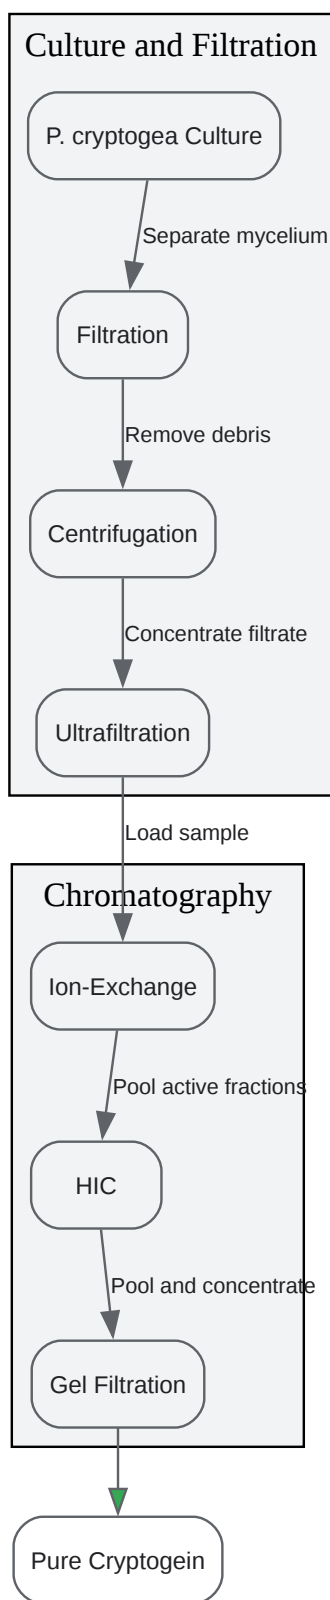 Culture and Filtration
P. cryptogea Culture
Separate mycelium
Filtration
Remove debris
Centrifugation
Concentrate filtrate
Ultrafiltration
Load sample
Chromatography
Ion-Exchange
Pool active fractions
HIC
Pool and concentrate
Gel Filtration
Pure Cryptogein